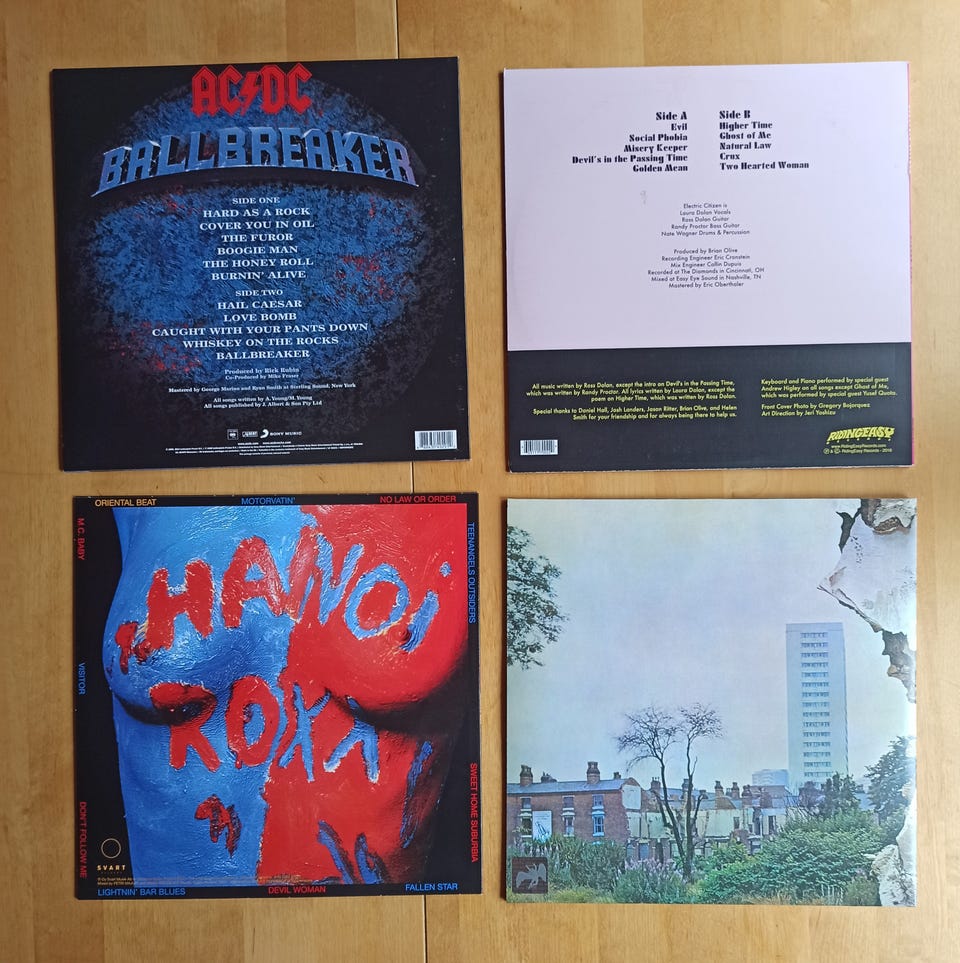 AC DC
BALLBREAKER
SIDE ONE
HARD AS A ROCK
COVER YOU IN OIL
THE FUROR
BOOGIE MAN
THE HONEY ROLL
BURNIN' ALIVE
SIDE TWO
HAIL CAESAR
LOVE BOMB
CAUGHT WITH YOUR PANTS DOWN
WHISKEY ON THE ROCKS
BALLBREAKER
Produced by Rick Rubin
Co-Produced by Mike Fraser
Mastered by George Marino and Ryan Smith at Sterling Sound, New York
All songs written by A.Young/M.Young
All songs published by J. Albert & Son Pty Ltd
SONY MUSIC
Side A
Evil
Social Phobia
Misery Keeper
Devil's in the Passing Time
Golden Mean
Side B
Higher Time
Ghost of Me
Natural Law
Crux
Two Hearted Woman
Electric Citizen is
Laura Dolan Vocals
Ross Dolan Guitar
Randy Proctor Bass Guitar
Nate Wagner Drums & Percussion
Produced by Brian Olive
Recording Engineer Eric Cronstein
Mix Engineer Collin Dupuis
Recorded at The Diamonds in Cincinnati, OH
Mixed at Easy Eye Sound in Nashville, TN
Mastered by Eric Oberthaler
All music written by Ross Dolan, except the intro on Devil's in the Passing Time,
which was written by Randy Proctor. All lyrics written by Laura Dolan, except the
poem on Higher Time, which was written by Ross Dolan.
Special thanks to Daniel Hall, Josh Landers, Jason Ritter, Brian Olive, and Helen
Smith for your friendship and for always being there to help us.
Keyboard and Piano performed by special guest
Andrew Higley on all songs except Ghost of Me,
which was performed by special guest Yusef Quota.
Front Cover Photo by Gregory Bojorquez
Art Direction by Jeri Yoshizu
RIDINGEASY
RECORDS
www.RidingEasyRecords.com
℗ & © RidingEasy Records - 2018
ORIENTAL BEAT
MOTORVATIN'
NO LAW OR ORDER
M.C. BABY
TEENANGELS OUTSIDERS
VISITOR
HANOI
ROXX
SWEET HOME SUBURBIA
DON'T FOLLOW ME
SVART
LIGHTNIN' BAR BLUES
DEVIL WOMAN
FALLEN STAR